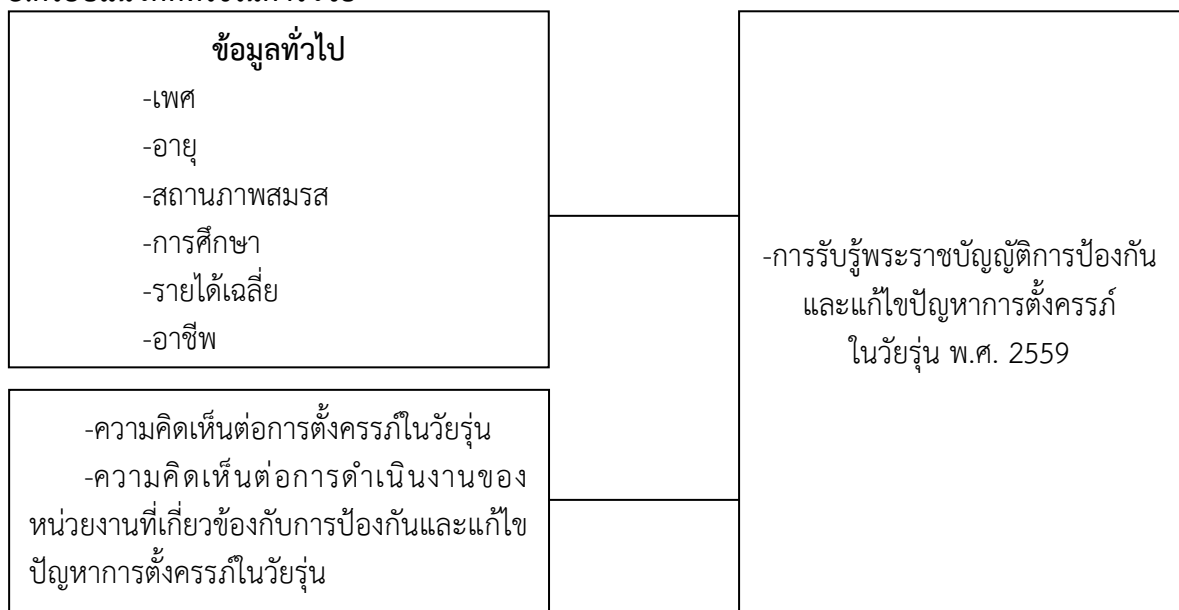 ข้อมูลทั่วไป
-เพศ
-อายุ
-สถานภาพสมรส
-การศึกษา
-รายได้เฉลี่ย
-อาชีพ
-ความคิดเห็นต่อการตั้งครรภ์ในวัยรุ่น
-ความคิดเห็นต่อการดำเนินงานของ
หน่วยงานที่เกี่ยวข้องกับการป้องกันและแก้ไข
ปัญหาการตั้งครรภ์ในวัยรุ่น
-การรับรู้พระราชบัญญัติการป้องกัน
และแก้ไขปัญหาการตั้งครรภ์
ในวัยรุ่น พ.ศ. 2559